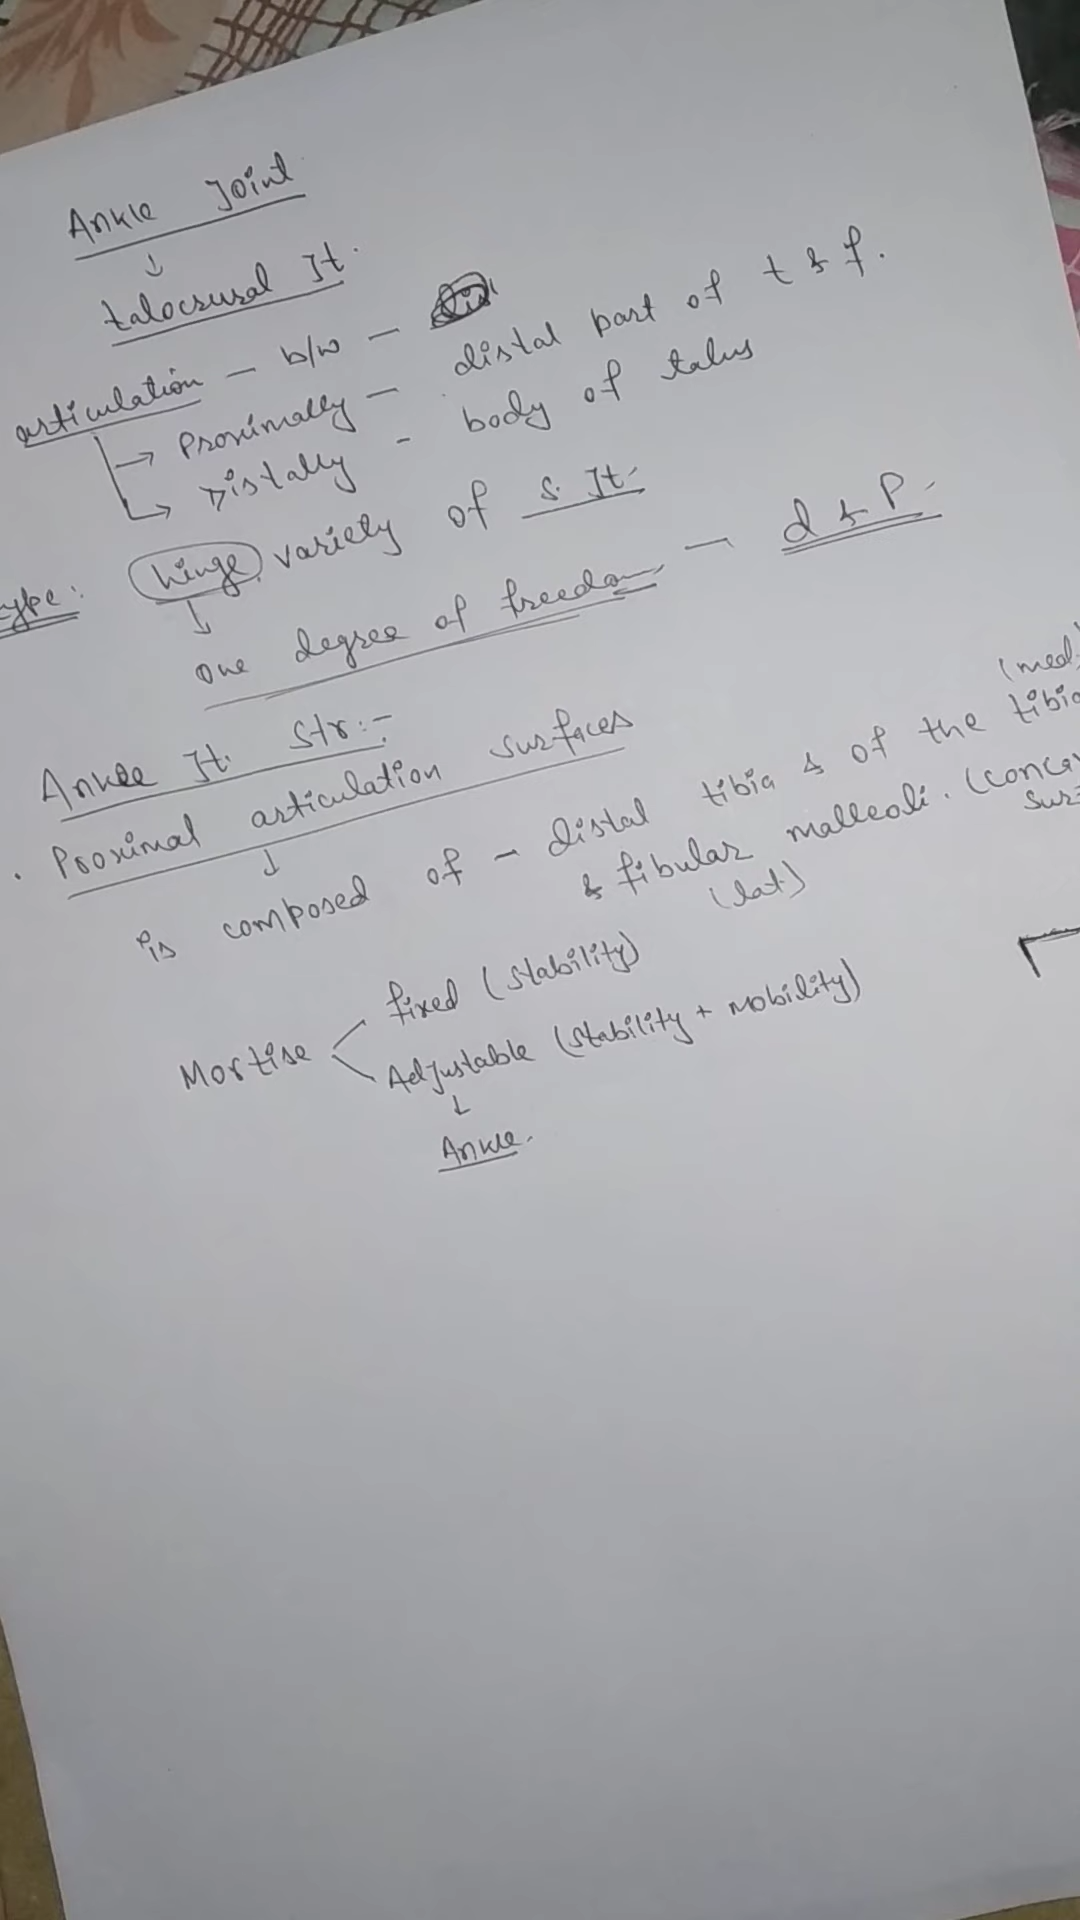 Ankle Joint
↓
talocrural Jt.
articulation – b/w –
→ Proximally – distal part of t & f.
→ Distally – body of talus
ype: hinge variety of s. Jt.
↓
one degree of freedom – d & P.
Ankle Jt. Str:-
. Proximal articulation surfaces
↓
is composed of – distal tibia & of the tibia (med.
& fibular malleoli. (conca
(lat.) sur
Mortise
fixed (stability)
Adjustable (stability + mobility)
↓
Ankle.